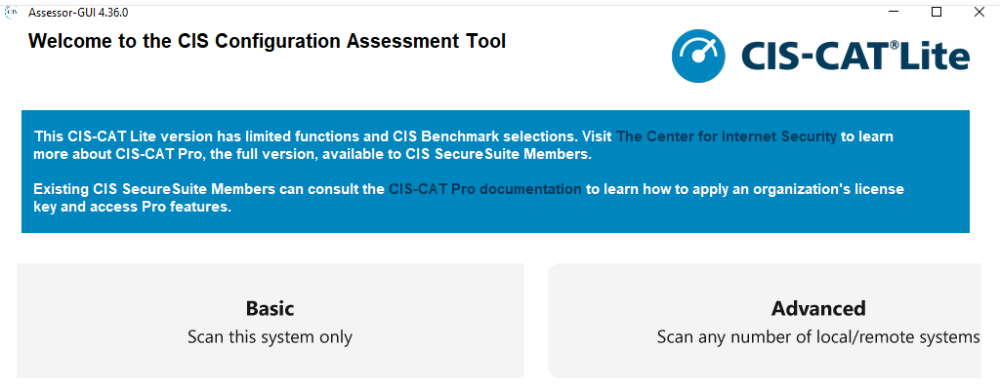 CIS Assessor-GUI 4.36.0
Welcome to the CIS Configuration Assessment Tool
CIS-CAT®Lite
This CIS-CAT Lite version has limited functions and CIS Benchmark selections. Visit The Center for Internet Security to learn
more about CIS-CAT Pro, the full version, available to CIS SecureSuite Members.
Existing CIS SecureSuite Members can consult the CIS-CAT Pro documentation to learn how to apply an organization's license
key and access Pro features.
Basic
Scan this system only
Advanced
Scan any number of local/remote systems